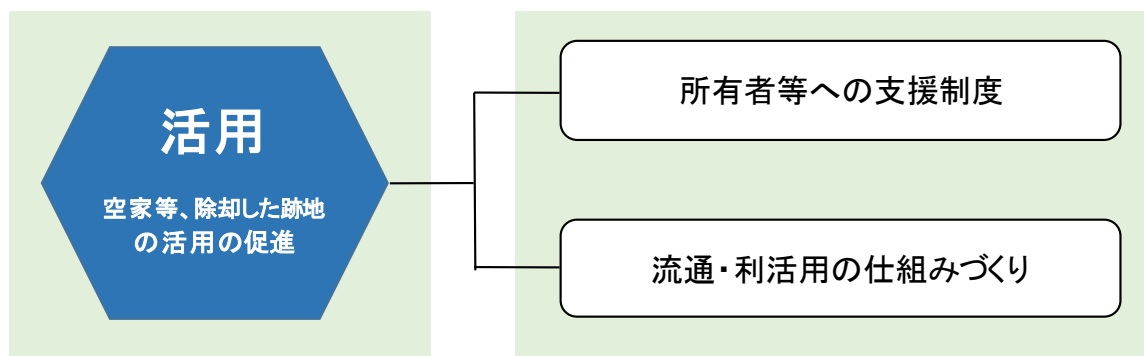 活用
空家等、除却した跡地
の活用の促進
所有者等への支援制度
流通・利活用の仕組みづくり